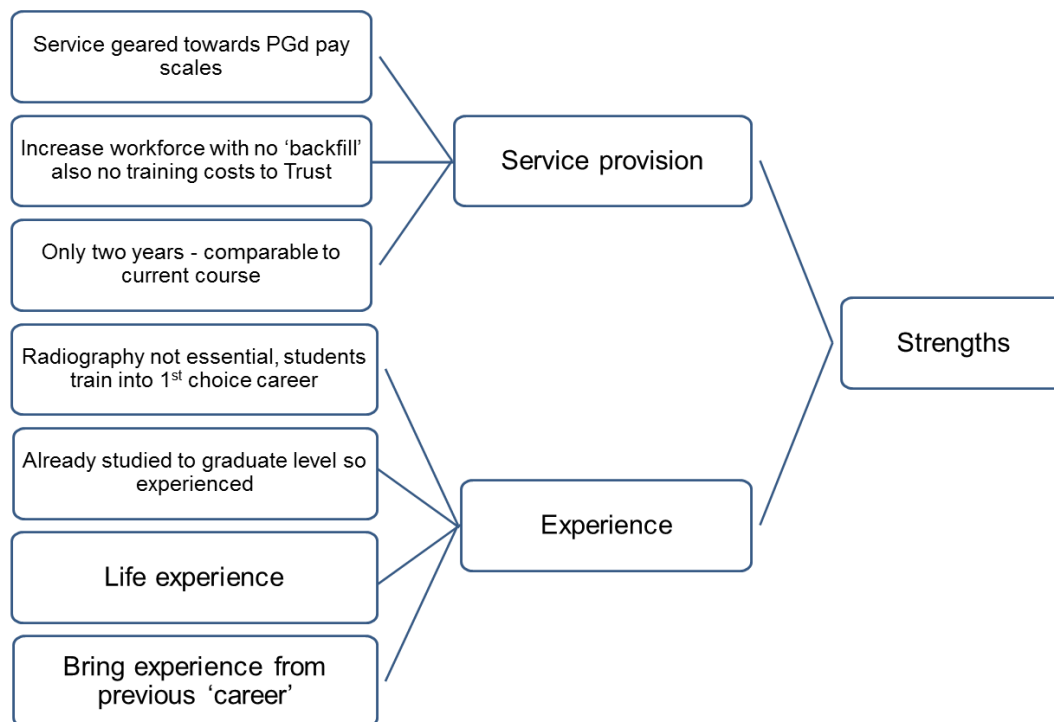 Service geared towards PGd pay
scales
Increase workforce with no ‘backfill’
also no training costs to Trust
Only two years - comparable to
current course
Service provision
Radiography not essential, students
train into 1st choice career
Already studied to graduate level so
experienced
Life experience
Bring experience from
previous ‘career’
Experience
Strengths